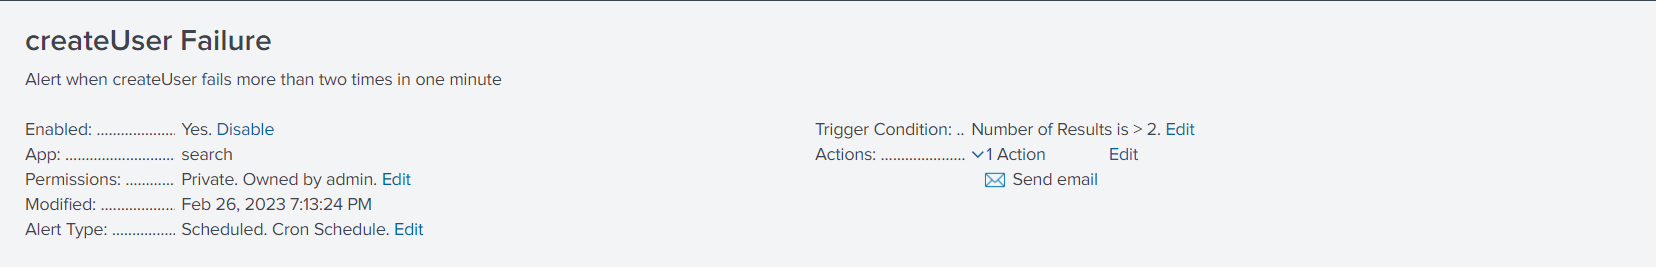 createUser Failure
Alert when createUser fails more than two times in one minute
Enabled: ................... Yes. Disable
App: ........................... search
Permissions: ............ Private. Owned by admin. Edit
Modified: .................. Feb 26, 2023 7:13:24 PM
Alert Type: ................ Scheduled. Cron Schedule. Edit
Trigger Condition: .. Number of Results is > 2. Edit
Actions: ..................... 1 Action Edit
Send email